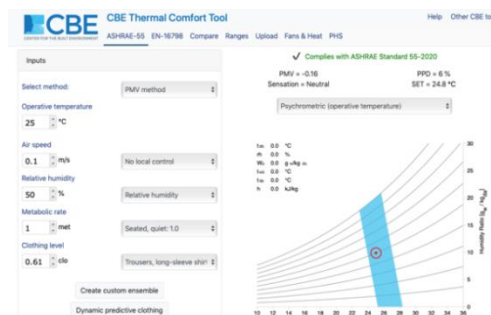 CBE
CENTER FOR THE BUILT ENVIRONMENT
CBE Thermal Comfort Tool
Help Other CBE to
ASHRAE-55 EN-16798 Compare Ranges Upload Fans & Heat PHS
Inputs
Select method:
PMV method
Operative temperature
25 °C
Air speed
0.1 m/s
No local control
Relative humidity
50 %
Relative humidity
Metabolic rate
1 met
Seated, quiet: 1.0
Clothing level
0.61 clo
Trousers, long-sleeve shirt
Create custom ensemble
Dynamic predictive clothing
✓ Complies with ASHRAE Standard 55-2020
PMV = -0.16 PPD = 6 %
Sensation = Neutral SET = 24.8 °C
Psychrometric (operative temperature)
0.0 °C
rh 0.0 %
0.0
0.0 °C
0.0 °C
h 0.0 kJ/kg
30
25
20
15
10
5
0
Humidity Ratio
10 12 14 16 18 20 22 24 26 28 30 32 34 36